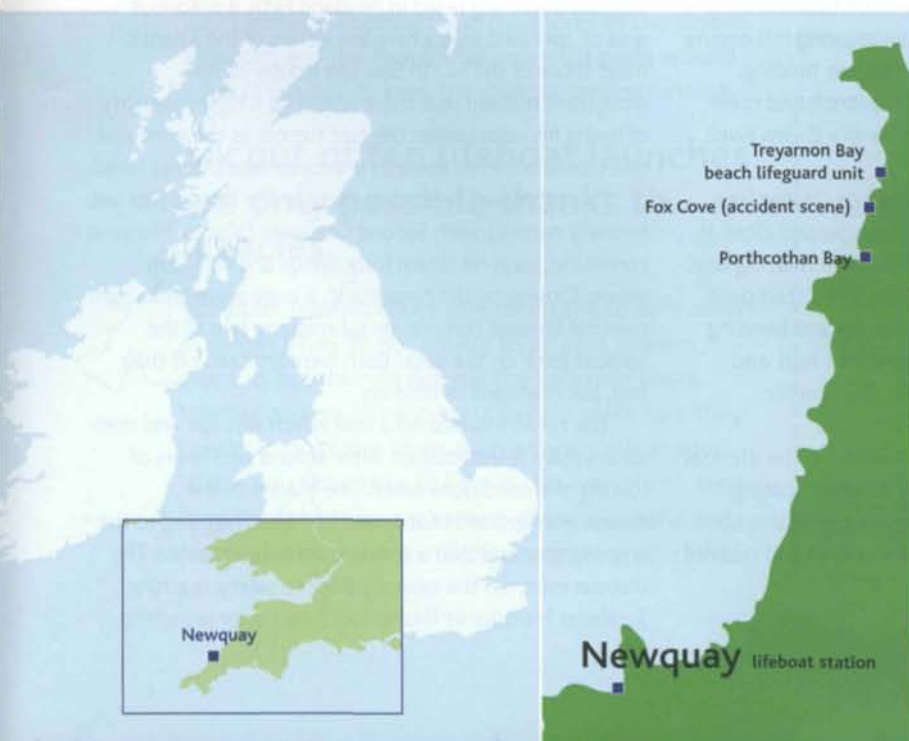 Newquay
Treyarnon Bay
beach lifeguard unit
Fox Cove (accident scene)
Porthcothan Bay
Newquay lifeboat station